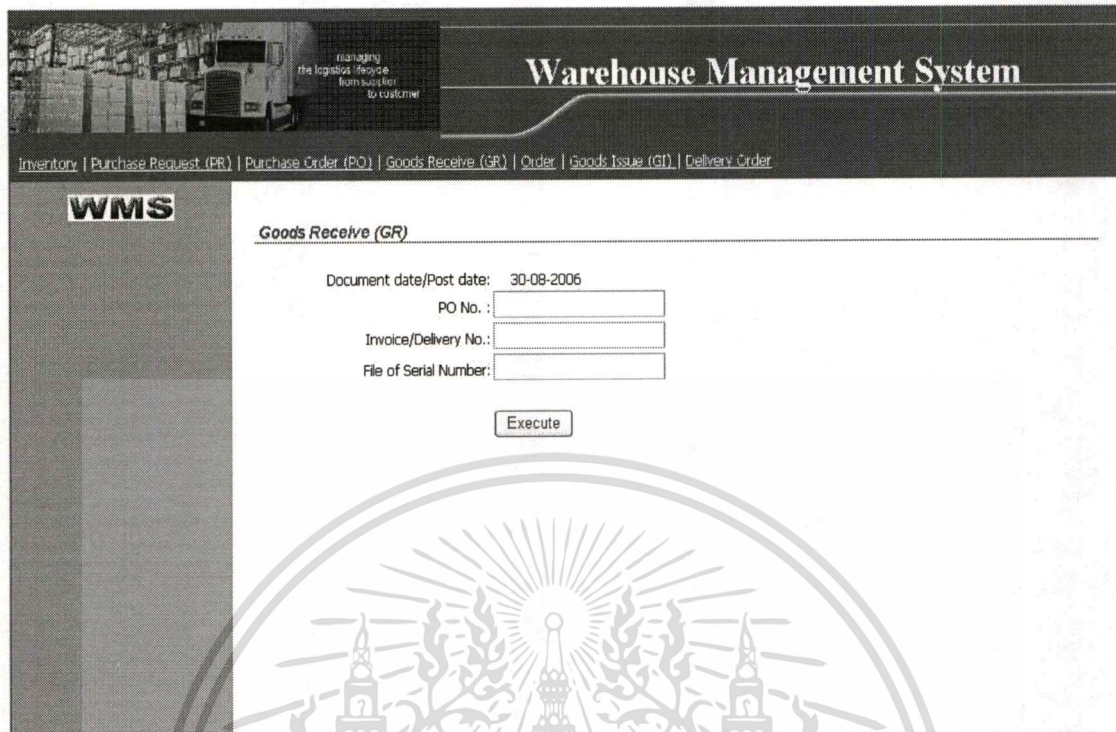 managing
the logistics lifecycle
from supplier
to customer
Warehouse Management System
Inventory | Purchase Request (PR) | Purchase Order (PO) | Goods Receive (GR) | Order | Goods Issue (GI) | Delivery Order
WMS
Goods Receive (GR)
Document date/Post date: 30-08-2006
PO No. :
Invoice/Delivery No.:
File of Serial Number:
Execute